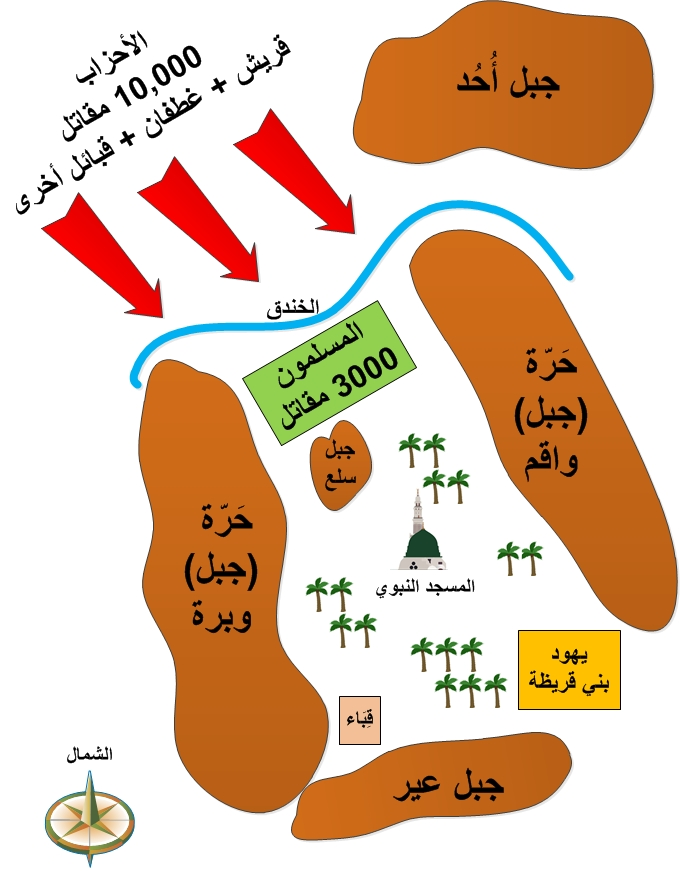 الأحزاب
10,000 مقاتل
قريش + غطفان + قبائل أخرى
جبل أُحُد
الخندق
المسلمون
3000 مقاتل
حَرّة
(جبل)
واقم
جبل
سلع
حَرّة
(جبل)
وبرة
المسجد النبوي
يهود
بني قريظة
قِبَاء
جبل عير
الشمال